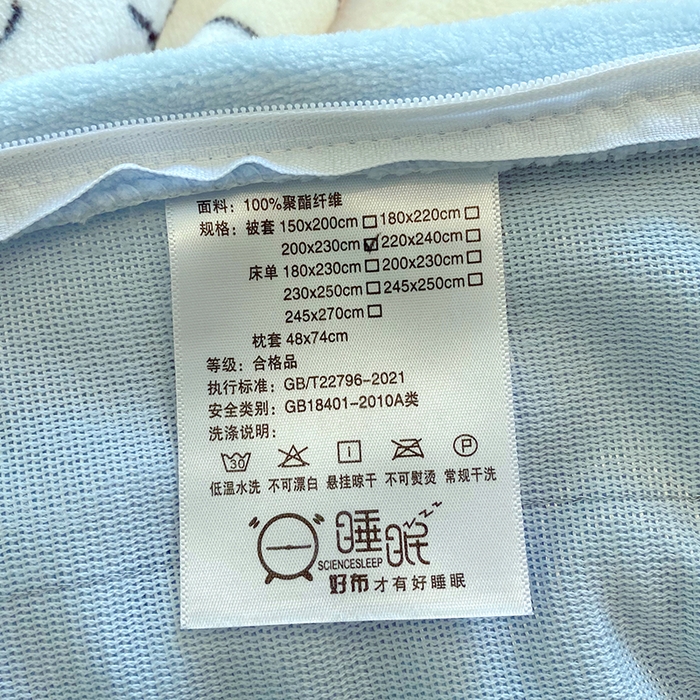 面料：100%聚酯纤维
规格：被套 150x200cm□ 180x220cm□
200x230cm☑ 220x240cm□
床单 180x230cm□ 200x230cm□
230x250cm□ 245x250cm□
245x270cm□
枕套 48x74cm
等级：合格品
执行标准：GB/T22796-2021
安全类别：GB18401-2010A类
洗涤说明：
30 P
低温水洗 不可漂白 悬挂晾干 不可熨烫 常规干洗
睡眠
SCIENCESLEEP
好布才有好睡眠